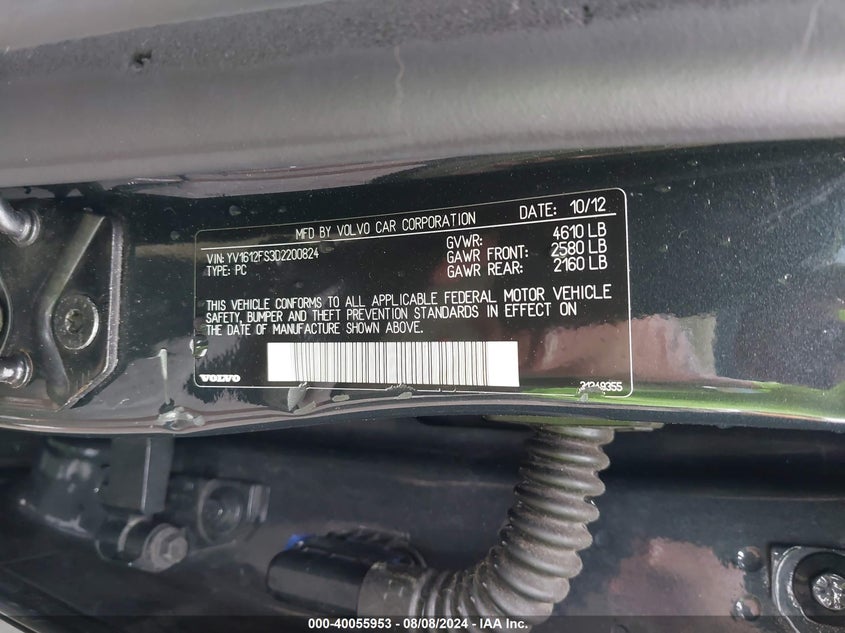 MFD BY VOLVO CAR CORPORATION DATE: 10/12
VIN: YV1612FS3D2200824
TYPE: PC
GVWR: 4610 LB
GAWR FRONT: 2580 LB
GAWR REAR: 2160 LB
THIS VEHICLE CONFORMS TO ALL APPLICABLE FEDERAL MOTOR VEHICLE
SAFETY, BUMPER AND THEFT PREVENTION STANDARDS IN EFFECT ON
THE DATE OF MANUFACTURE SHOWN ABOVE.
VOLVO
000-40055953 - 08/08/2024 - IAA Inc.